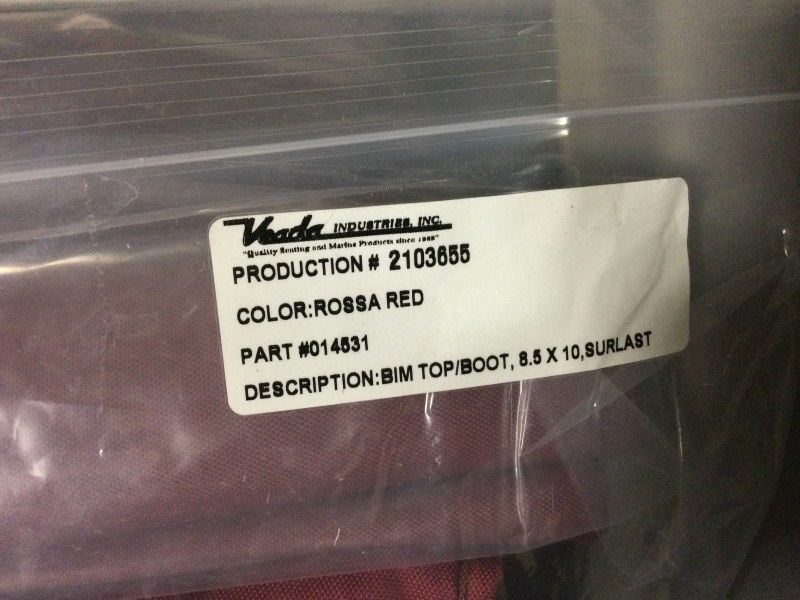 Veada INDUSTRIES, INC.
"Quality Seating and Marine Products since 1988"
PRODUCTION # 2103655
COLOR:ROSSA RED
PART #014531
DESCRIPTION:BIM TOP/BOOT, 8.5 X 10,SURLAST